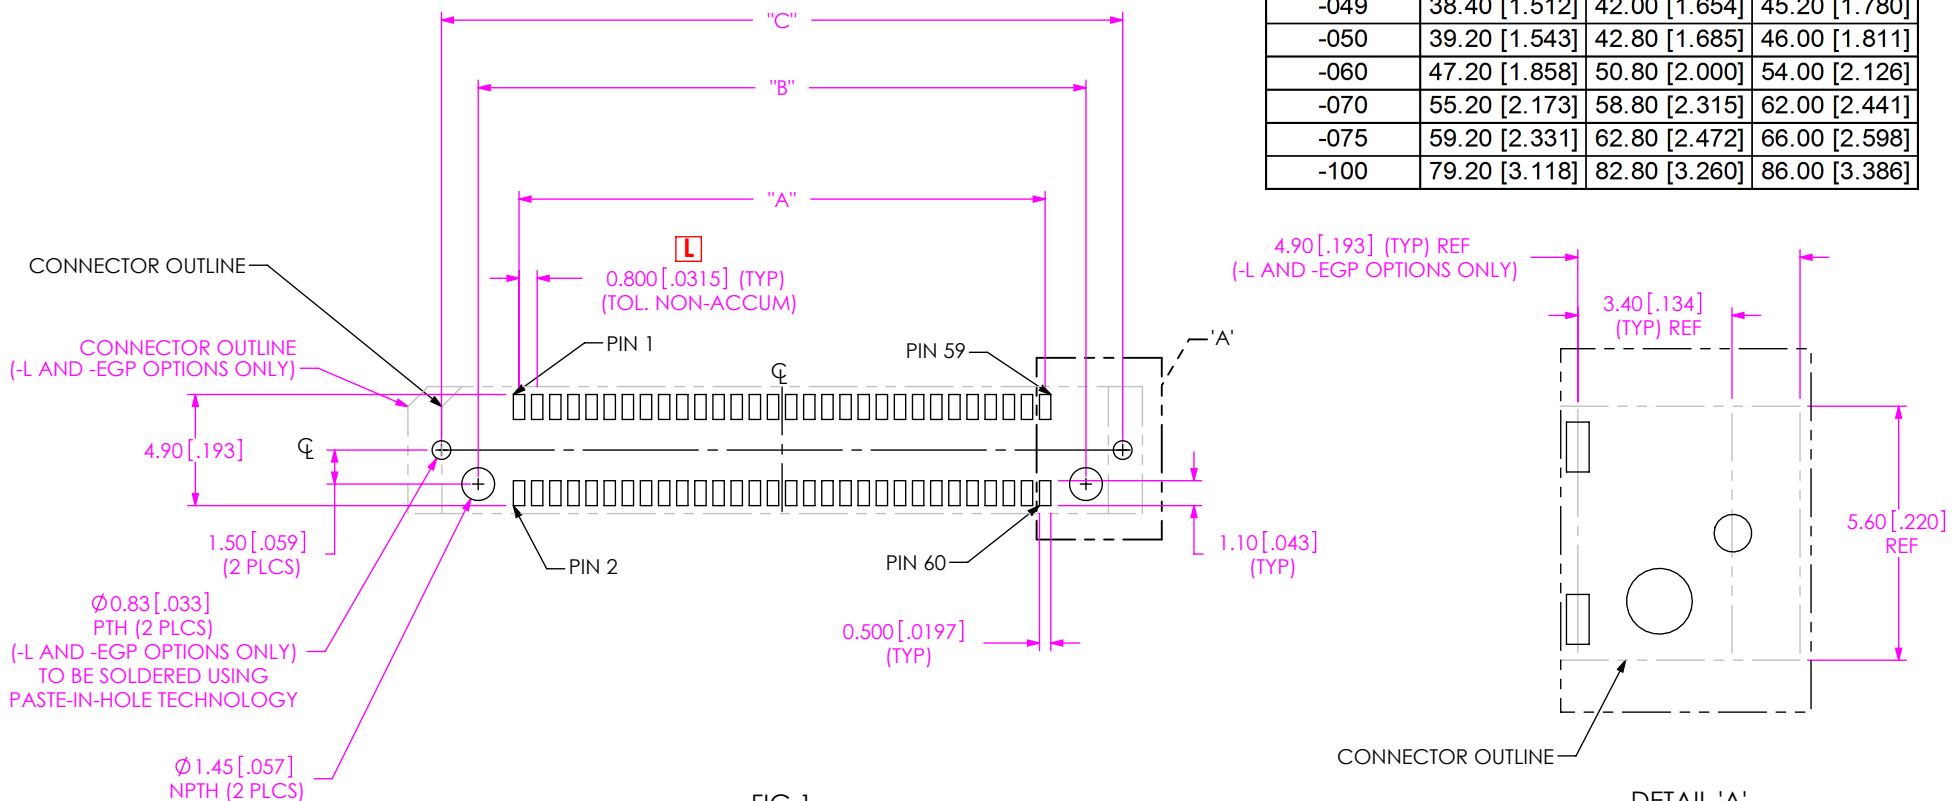 "C"
-049 38.40 [1.512] 42.00 [1.654] 45.20 [1.780]
-050 39.20 [1.543] 42.80 [1.685] 46.00 [1.811]
-060 47.20 [1.858] 50.80 [2.000] 54.00 [2.126]
-070 55.20 [2.173] 58.80 [2.315] 62.00 [2.441]
-075 59.20 [2.331] 62.80 [2.472] 66.00 [2.598]
-100 79.20 [3.118] 82.80 [3.260] 86.00 [3.386]
"B"
"A"
L
0.800 [.0315] (TYP)
(TOL. NON-ACCUM)
CONNECTOR OUTLINE
CONNECTOR OUTLINE
(-L AND -EGP OPTIONS ONLY)
PIN 1
PIN 59
'A'
℄
℄
4.90 [.193]
1.50 [.059]
(2 PLCS)
PIN 2
PIN 60
1.10 [.043]
(TYP)
0.500 [.0197]
(TYP)
Ø0.83 [.033]
PTH (2 PLCS)
(-L AND -EGP OPTIONS ONLY)
TO BE SOLDERED USING
PASTE-IN-HOLE TECHNOLOGY
Ø1.45 [.057]
NPTH (2 PLCS)
FIG 1
4.90 [.193] (TYP) REF
(-L AND -EGP OPTIONS ONLY)
3.40 [.134]
(TYP) REF
5.60 [.220]
REF
CONNECTOR OUTLINE
DETAIL 'A'